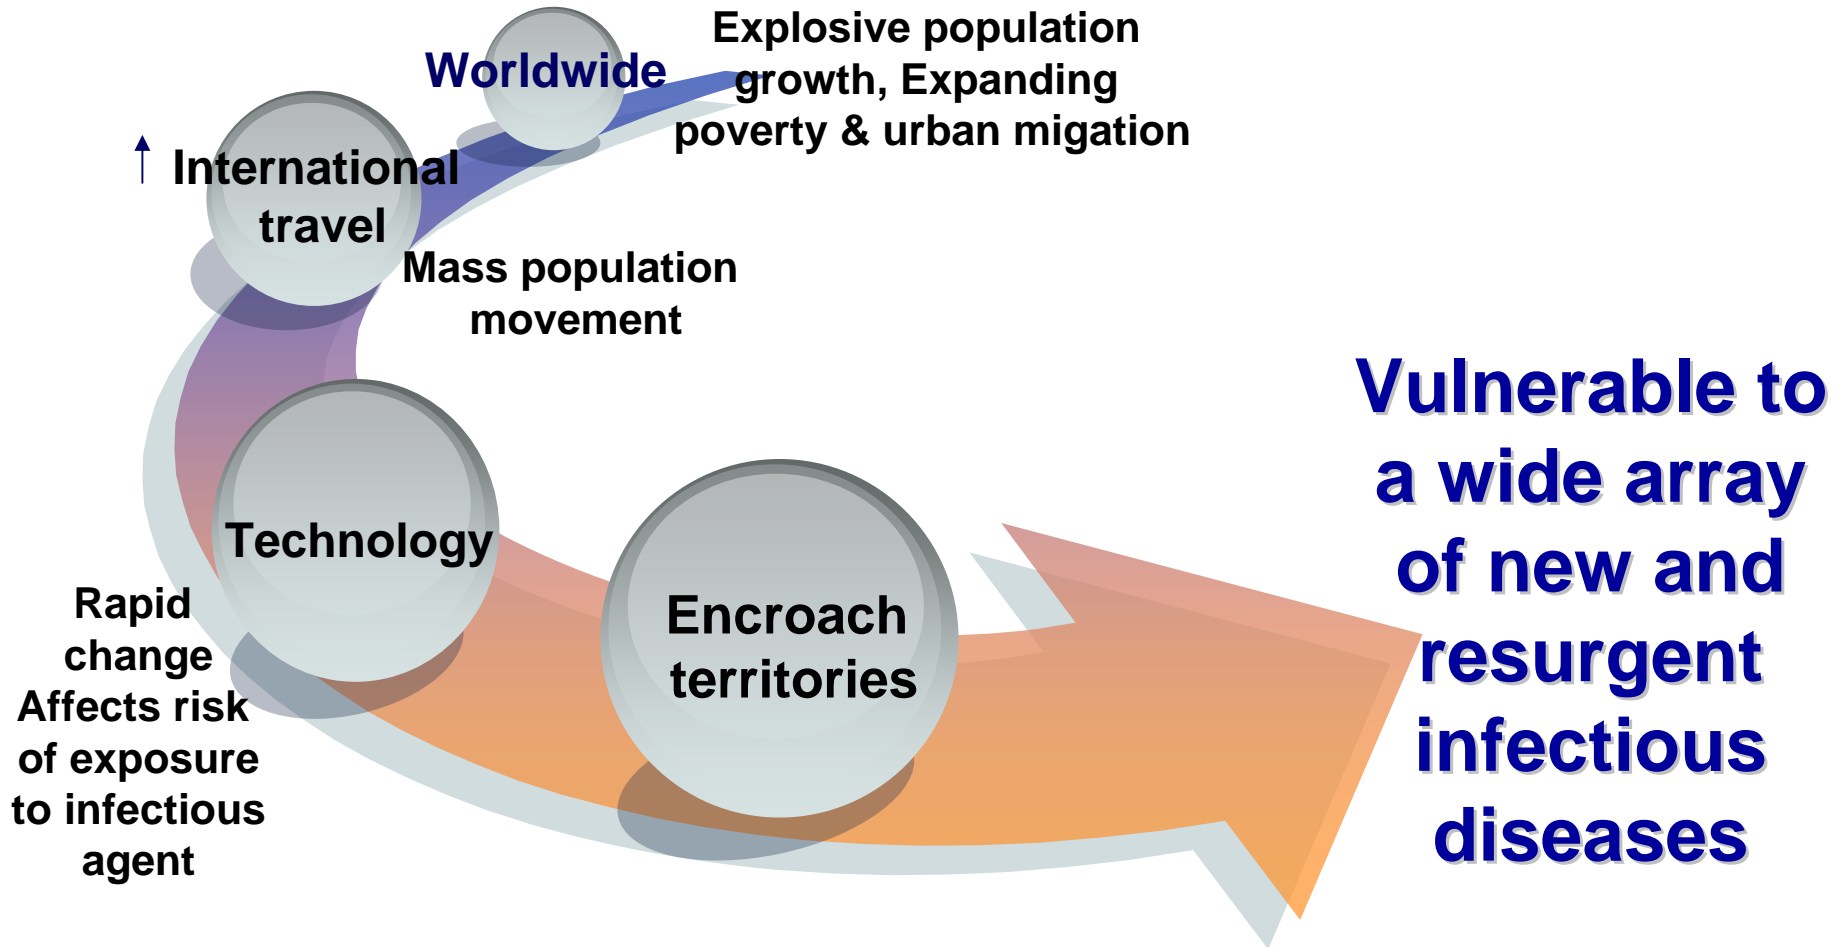 Worldwide
Explosive population
growth, Expanding
poverty & urban migation
↑ International
travel
Mass population
movement
Technology
Rapid
change
Affects risk
of exposure
to infectious
agent
Encroach
territories
Vulnerable to
a wide array
of new and
resurgent
infectious
diseases